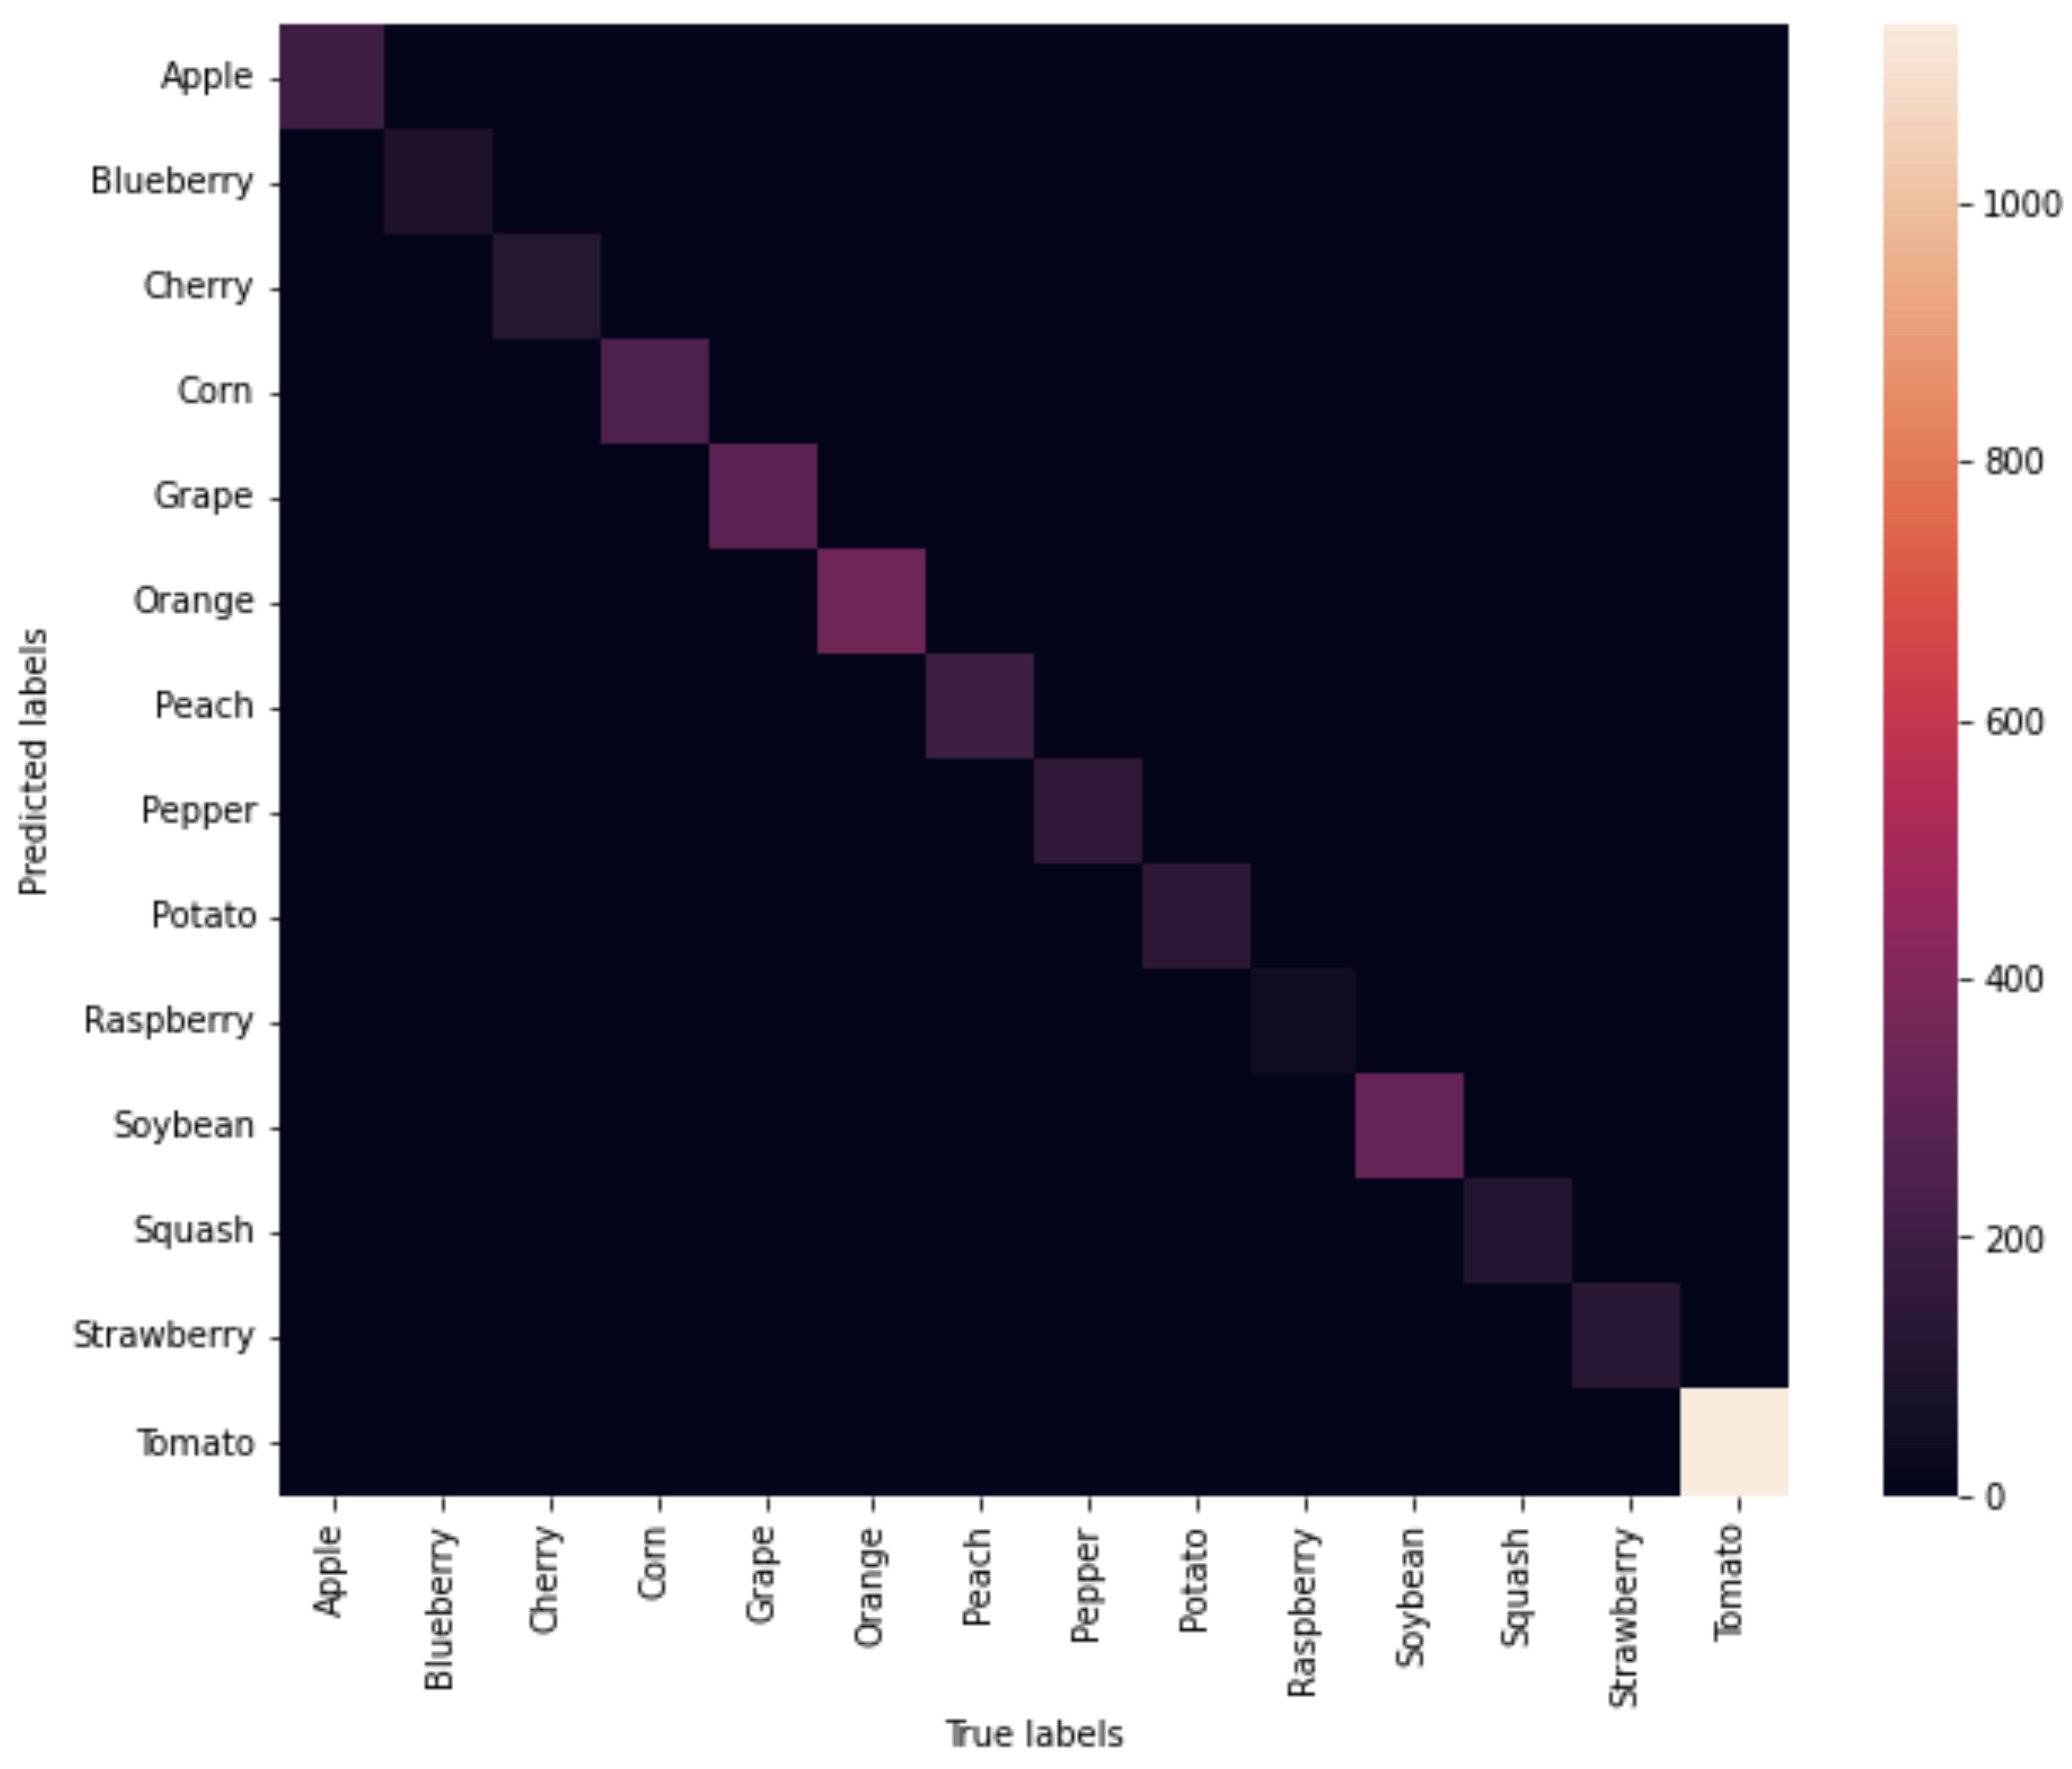 Predicted labels
Apple
Blueberry
Cherry
Corn
Grape
Orange
Peach
Pepper
Potato
Raspberry
Soybean
Squash
Strawberry
Tomato
Apple
Blueberry
Cherry
Corn
Grape
Orange
Peach
Pepper
Potato
Raspberry
Soybean
Squash
Strawberry
Tomato
True labels
1000
800
600
400
200
0